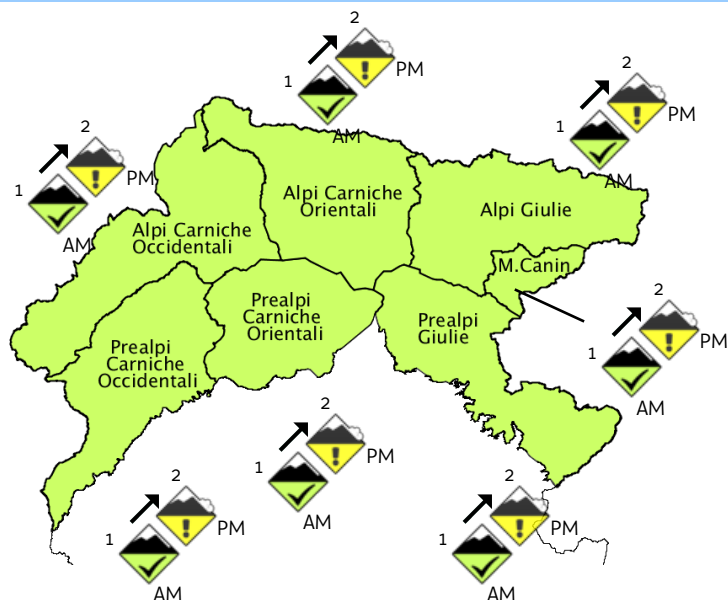 2
1
PM
AM
2
1
PM
AM
2
1
PM
AM
Alpi Carniche
Orientali
Alpi Giulie
Alpi Carniche
Occidentali
M.Canin
Prealpi
Carniche
Orientali
Prealpi
Giulie
Prealpi
Carniche
Occidentali
2
1
PM
AM
2
1
PM
AM
2
1
PM
AM
2
1
PM
AM